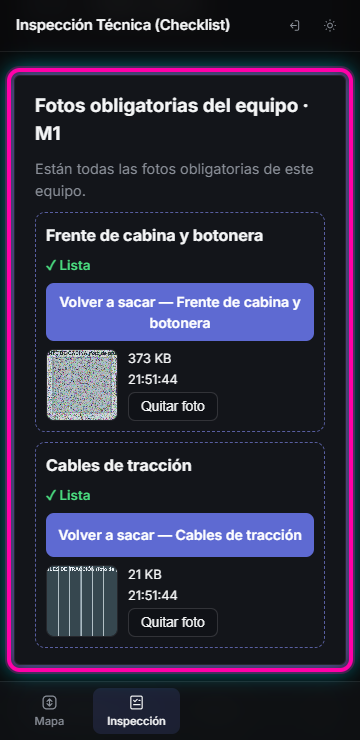 Inspección Técnica (Checklist)
Fotos obligatorias del equipo ·
M1
Están todas las fotos obligatorias de este
equipo.
Frente de cabina y botonera
✓ Lista
Volver a sacar — Frente de cabina y
botonera
373 KB
21:51:44
Quitar foto
Cables de tracción
✓ Lista
Volver a sacar — Cables de tracción
21 KB
21:51:44
Quitar foto
Mapa
Inspección